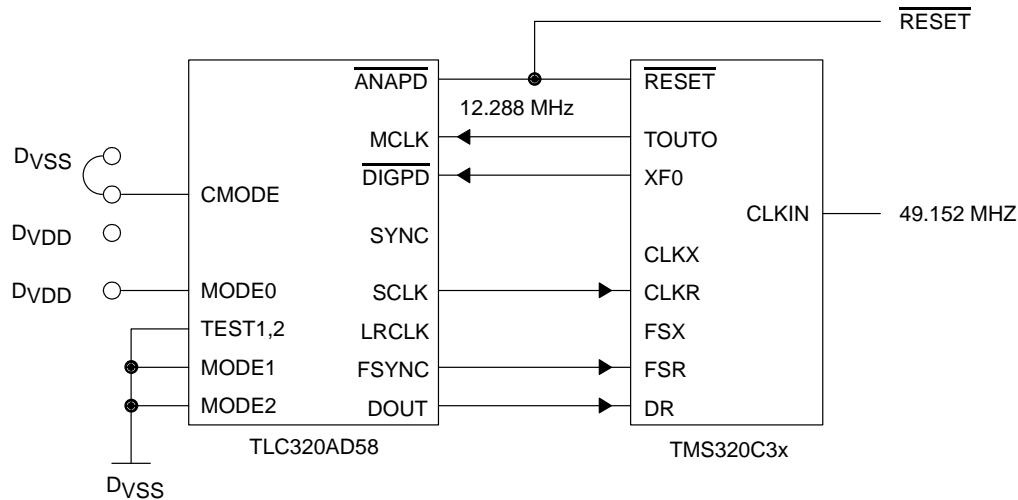 RESET
ANAPD
RESET
12.288 MHz
MCLK
TOUTO
DVSS
DIGPD
XF0
CMODE
CLKIN
49.152 MHZ
DVDD
SYNC
CLKX
DVDD
MODE0
SCLK
CLKR
TEST1,2
LRCLK
FSX
MODE1
FSYNC
FSR
MODE2
DOUT
DR
TLC320AD58
TMS320C3x
DVSS